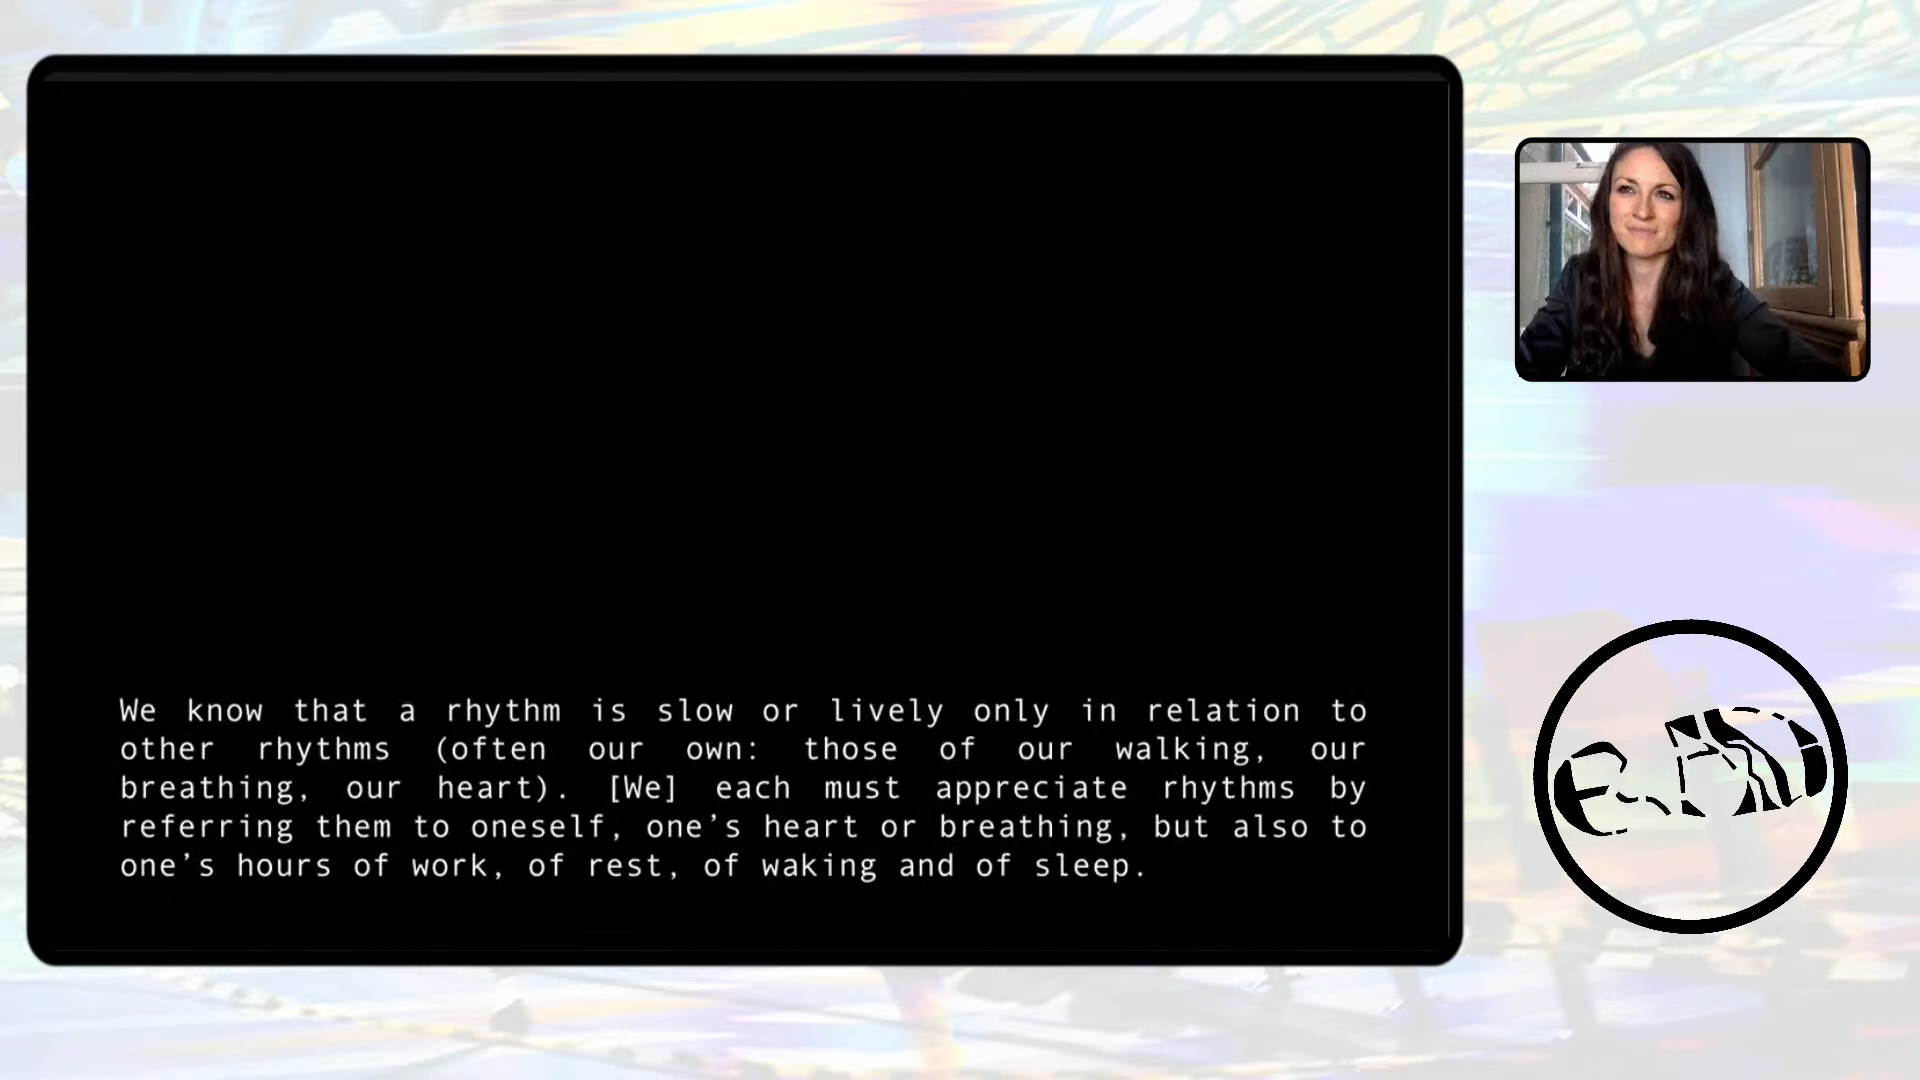 We know that a rhythm is slow or lively only in relation to
other rhythms (often our own: those of our walking, our
breathing, our heart). [We] each must appreciate rhythms by
referring them to oneself, one’s heart or breathing, but also to
one’s hours of work, of rest, of waking and of sleep.